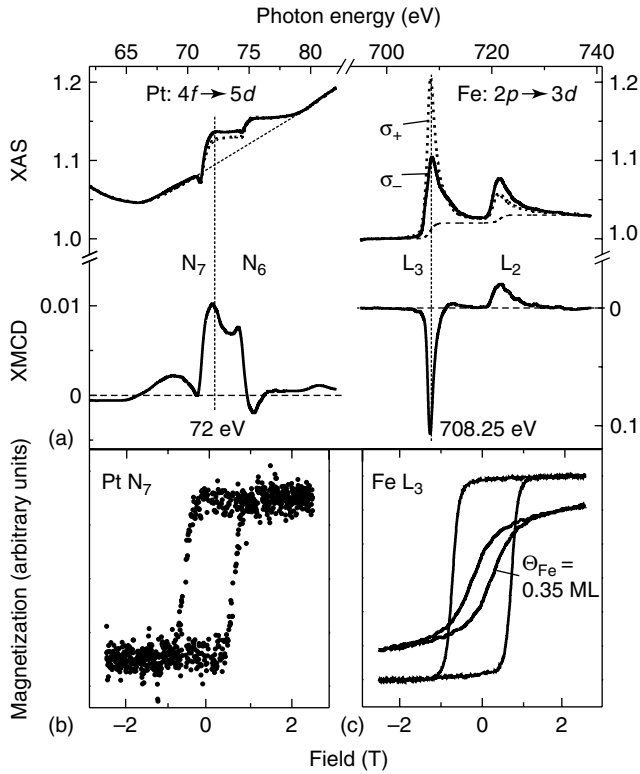 Photon energy (eV)
65 70 75 80 700 720 740
1.2
1.1
1.0
XAS
Pt: 4f→5d
Fe: 2p→3d
σ+
σ−
1.2
1.1
1.0
N7 N6
L3 L2
0.01
0
XMCD
0
0.1
(a)
72 eV
708.25 eV
Magnetization (arbitrary units)
Pt N7
Fe L3
ΘFe =
0.35 ML
(b)
−2 0 2
(c)
−2 0 2
Field (T)